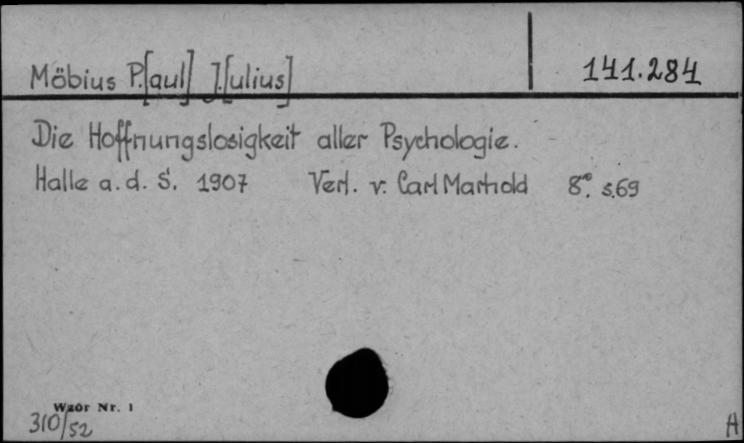 Möbius P.[aul] J.[ulius]
141.284
Die Hoffnungslosigkeit aller Psychologie.
Halle a.d. S. 1907 Verl. v. Carl Marhold 8° s.69
Wzór Nr. 1
310/52
A